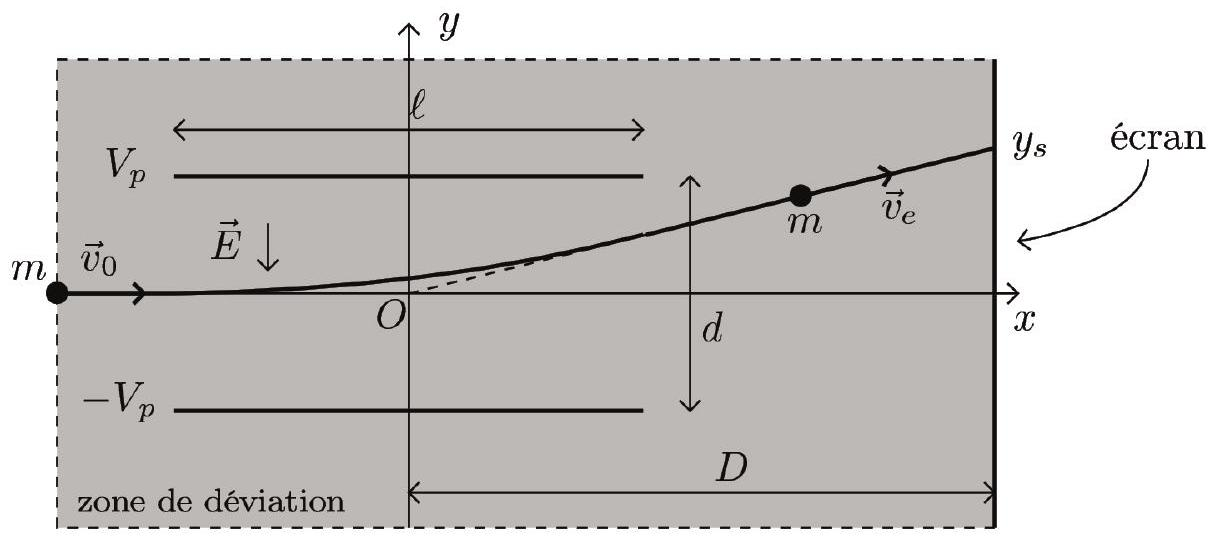 y
ℓ
V_p
y_s
écran
E⃗
v⃗_e
m
m
v⃗_0
O
x
d
−V_p
D
zone de déviation